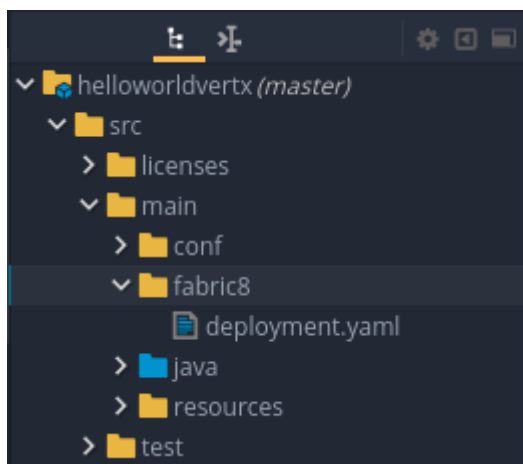 helloworldvertx (master)
src
licenses
main
conf
fabric8
deployment.yaml
java
resources
test